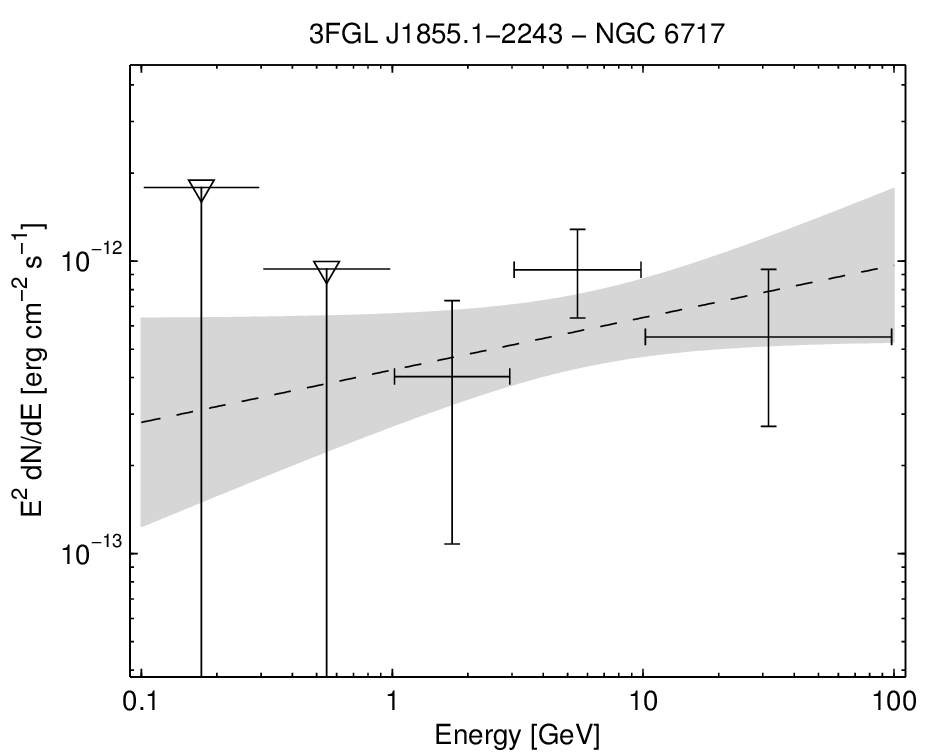 3FGL J1855.1−2243 − NGC 6717
E² dN/dE [erg cm⁻² s⁻¹]
10⁻¹²
10⁻¹³
0.1 1 10 100
Energy [GeV]